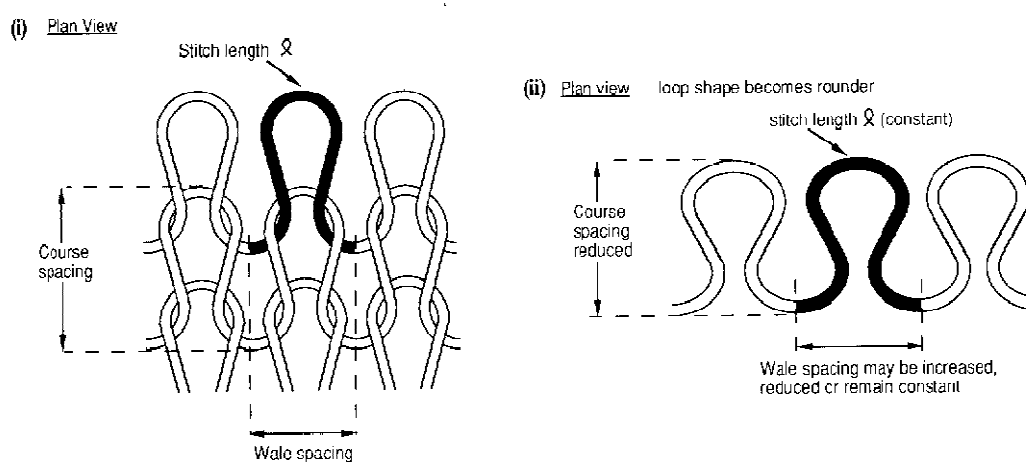 (i) Plan View
Stitch length ℓ
Course
spacing
Wale spacing
(ii) Plan view loop shape becomes rounder
stitch length ℓ (constant)
Course
spacing
reduced
Wale spacing may be increased,
reduced cr remain constant